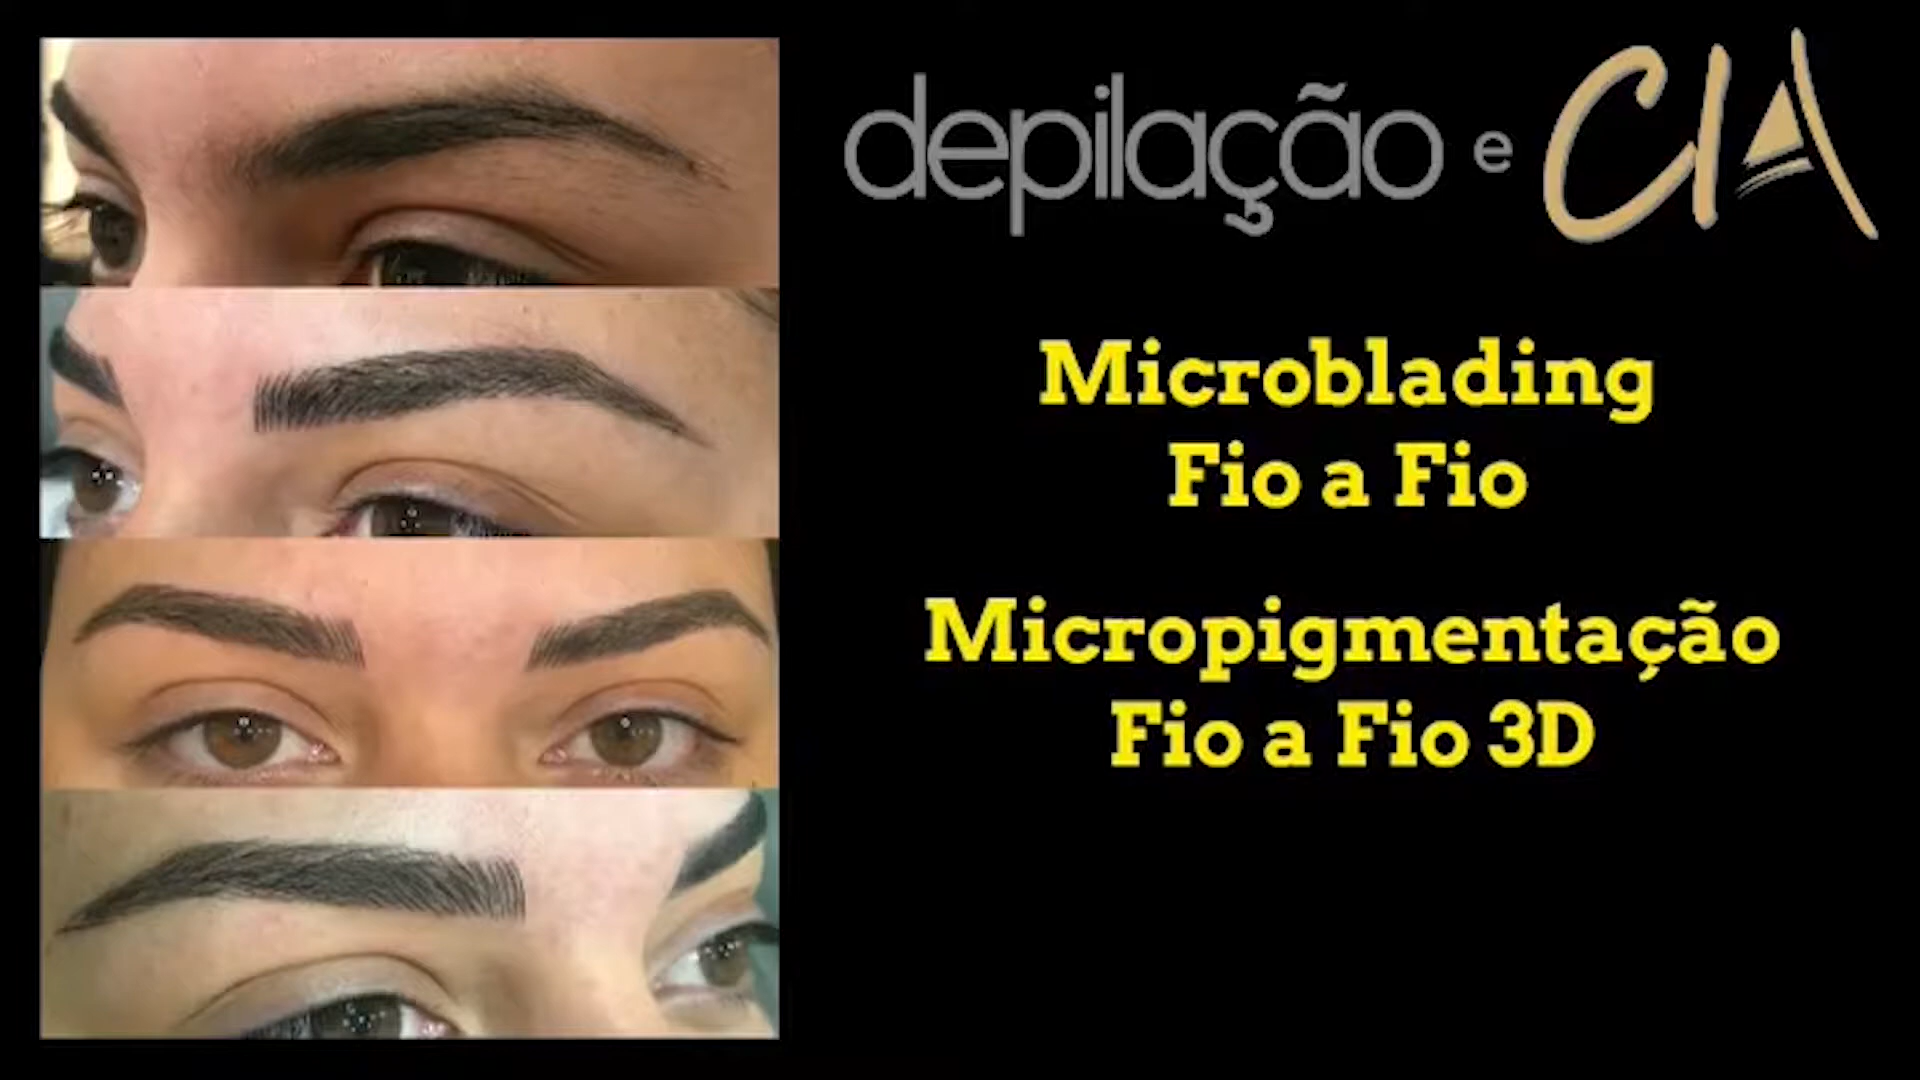 depilação e CIA
Microblading
Fio a Fio
Micropigmentação
Fio a Fio 3D